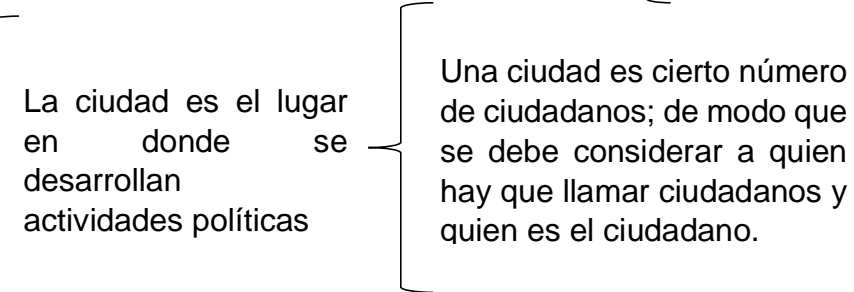 La ciudad es el lugar
en donde se
desarrollan
actividades políticas
Una ciudad es cierto número
de ciudadanos; de modo que
se debe considerar a quien
hay que llamar ciudadanos y
quien es el ciudadano.